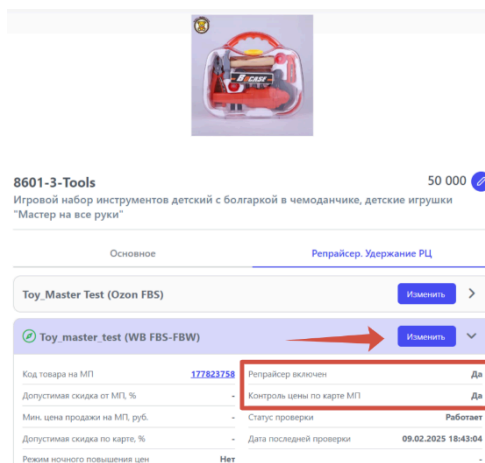 B CASE
8601-3-Tools
50 000
Игровой набор инструментов детский с болгаркой в чемоданчике, детские игрушки
"Мастер на все руки"
Основное
Репрайсер. Удержание РЦ
Toy_Master Test (Ozon FBS)
Изменить
Toy_master_test (WB FBS-FBW)
Изменить
Код товара на МП
177823758
Репрайсер включен
Да
Допустимая скидка от МП, %
-
Контроль цены по карте МП
Да
Мин. цена продажи на МП, руб.
-
Статус проверки
Работает
Допустимая скидка по карте, %
-
Дата последней проверки
09.02.2025 18:43:04
Режим ночного повышения цен
Нет
-